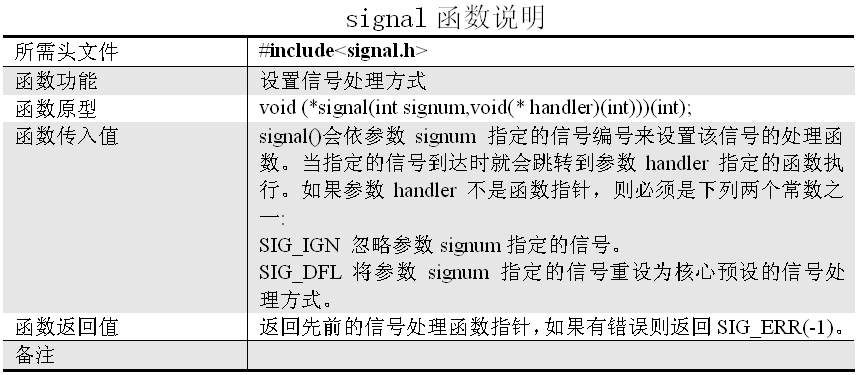 signal 函数说明
所需头文件 #include<signal.h>
函数功能 设置信号处理方式
函数原型 void (*signal(int signum,void(* handler)(int)))(int);
函数传入值 signal()会依参数 signum 指定的信号编号来设置该信号的处理函
数。当指定的信号到达时就会跳转到参数 handler 指定的函数执
行。如果参数 handler 不是函数指针，则必须是下列两个常数之
一:
SIG_IGN 忽略参数 signum 指定的信号。
SIG_DFL 将参数 signum 指定的信号重设为核心预设的信号处
理方式。
函数返回值 返回先前的信号处理函数指针，如果有错误则返回 SIG_ERR(-1)。
备注